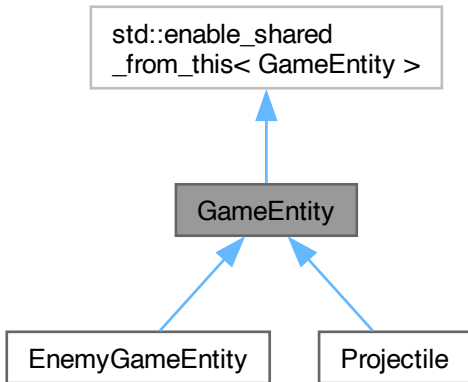 std::enable_shared
_from_this< GameEntity >
GameEntity
EnemyGameEntity
Projectile